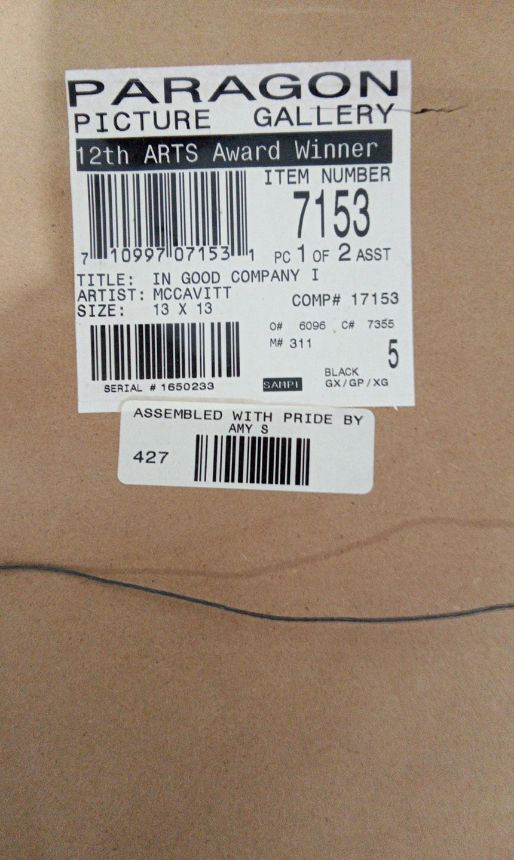 PARAGON
PICTURE GALLERY
12th ARTS Award Winner
ITEM NUMBER
7153
7 10997 07153 1
PC 1 OF 2 ASST
TITLE: IN GOOD COMPANY I
ARTIST: MCCAVITT
SIZE: 13 X 13
COMP# 17153
O# 6096 C# 7355
M# 311
5
SERIAL # 1650233
SAMPL
BLACK
GX/GP/XG
ASSEMBLED WITH PRIDE BY
AMY S
427